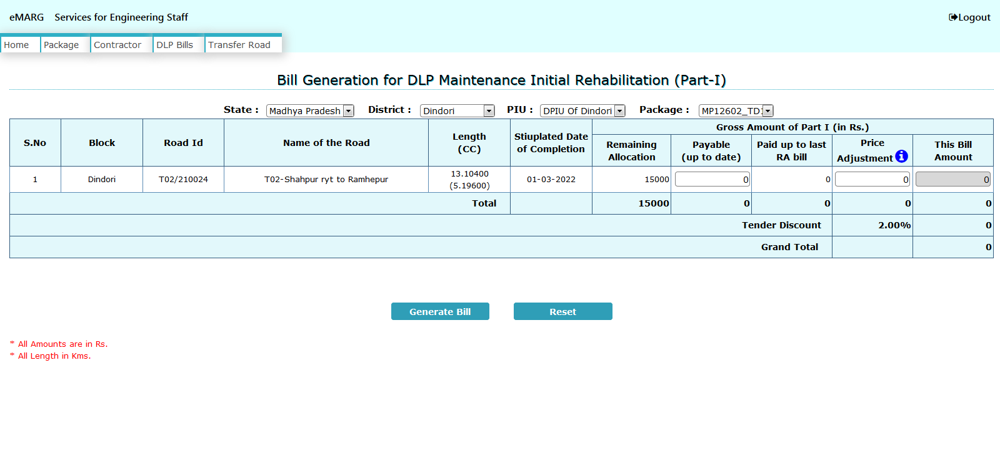 eMARG Services for Engineering Staff
Logout
Home Package Contractor DLP Bills Transfer Road
Bill Generation for DLP Maintenance Initial Rehabilitation (Part-I)
State : Madhya Pradesh District : Dindori PIU : DPIU Of Dindori Package : MP12602_TD
S.No Block Road Id Name of the Road Length (CC) Stiuplated Date of Completion Gross Amount of Part I (in Rs.)
Remaining Allocation Payable (up to date) Paid up to last RA bill Price Adjustment This Bill Amount
1 Dindori T02/210024 T02-Shahpur ryt to Ramhepur 13.10400 (5.19600) 01-03-2022 15000 0 0 0 0
Total 15000 0 0 0 0
Tender Discount 2.00% 0
Grand Total 0
Generate Bill Reset
* All Amounts are in Rs.
* All Length in Kms.